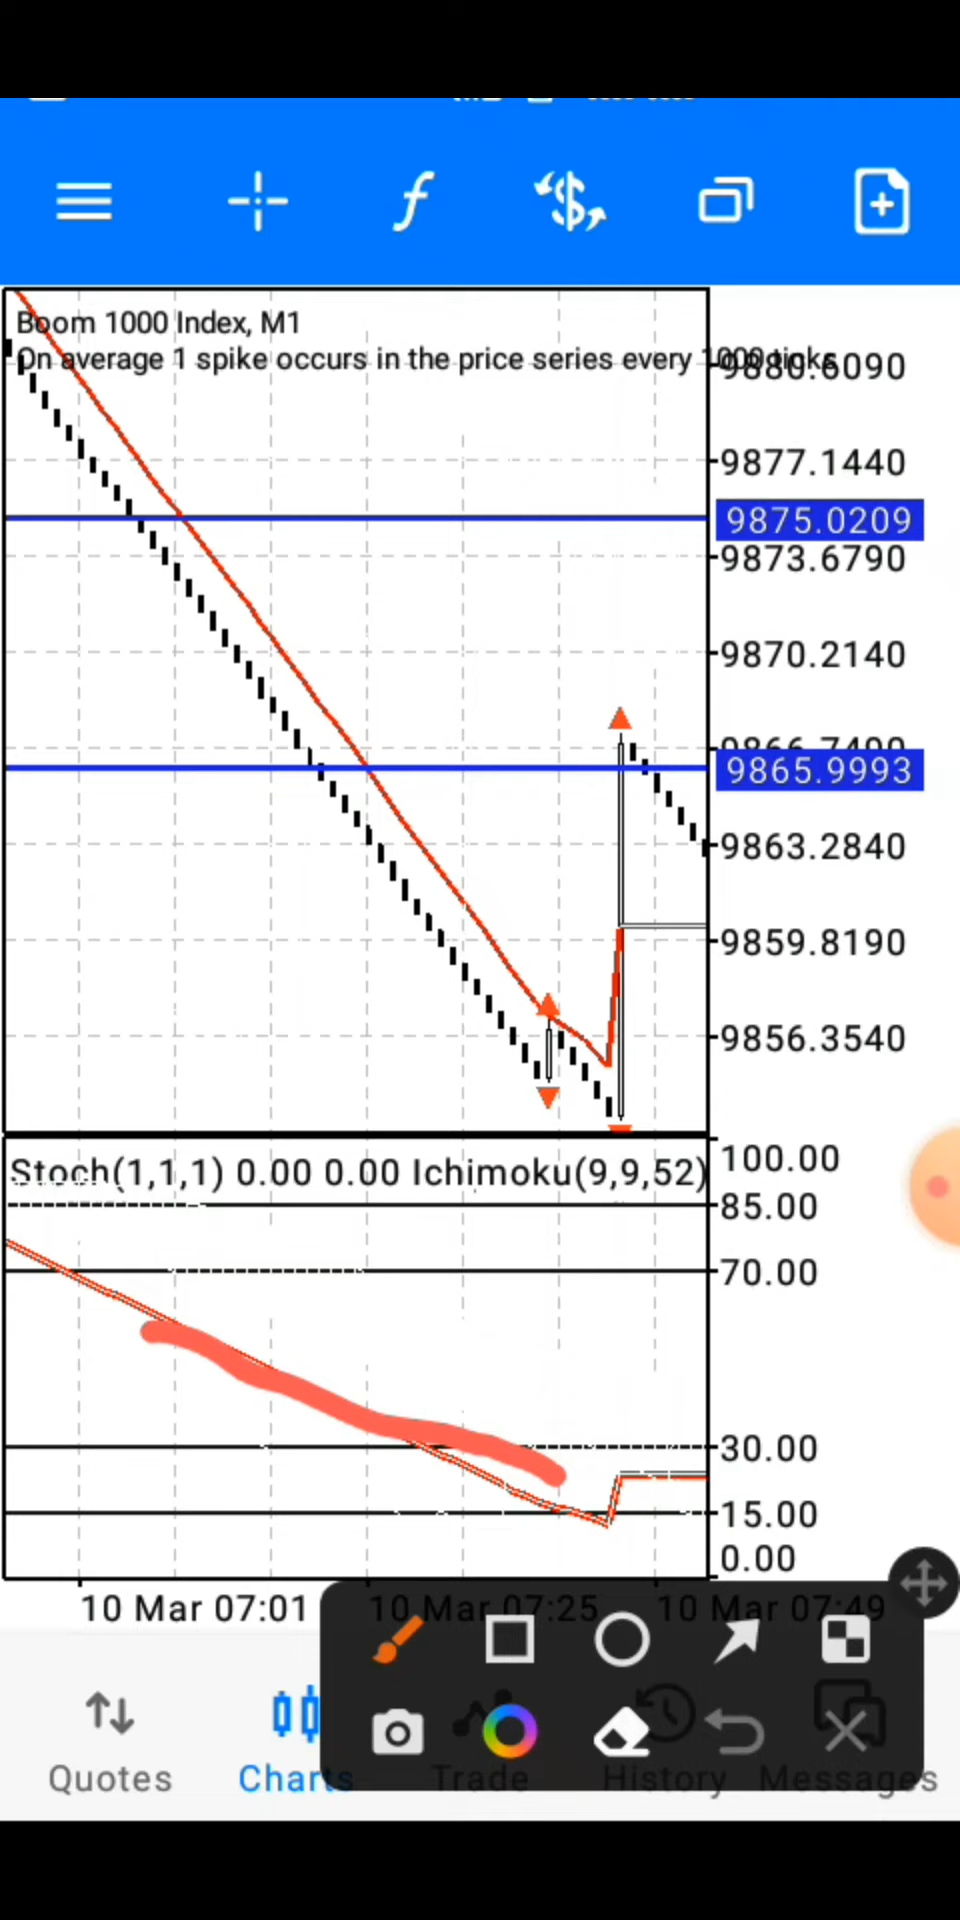 Boom 1000 Index, M1
On average 1 spike occurs in the price series every 1000 ticks
9880.6090
9877.1440
9875.0209
9873.6790
9870.2140
9866.7490
9865.9993
9863.2840
9859.8190
9856.3540
Stoch(1,1,1) 0.00 0.00 Ichimoku(9,9,52)
100.00
85.00
70.00
30.00
15.00
0.00
10 Mar 07:01
10 Mar 07:25
10 Mar 07:49
Quotes
Charts
Trade
History
Messages